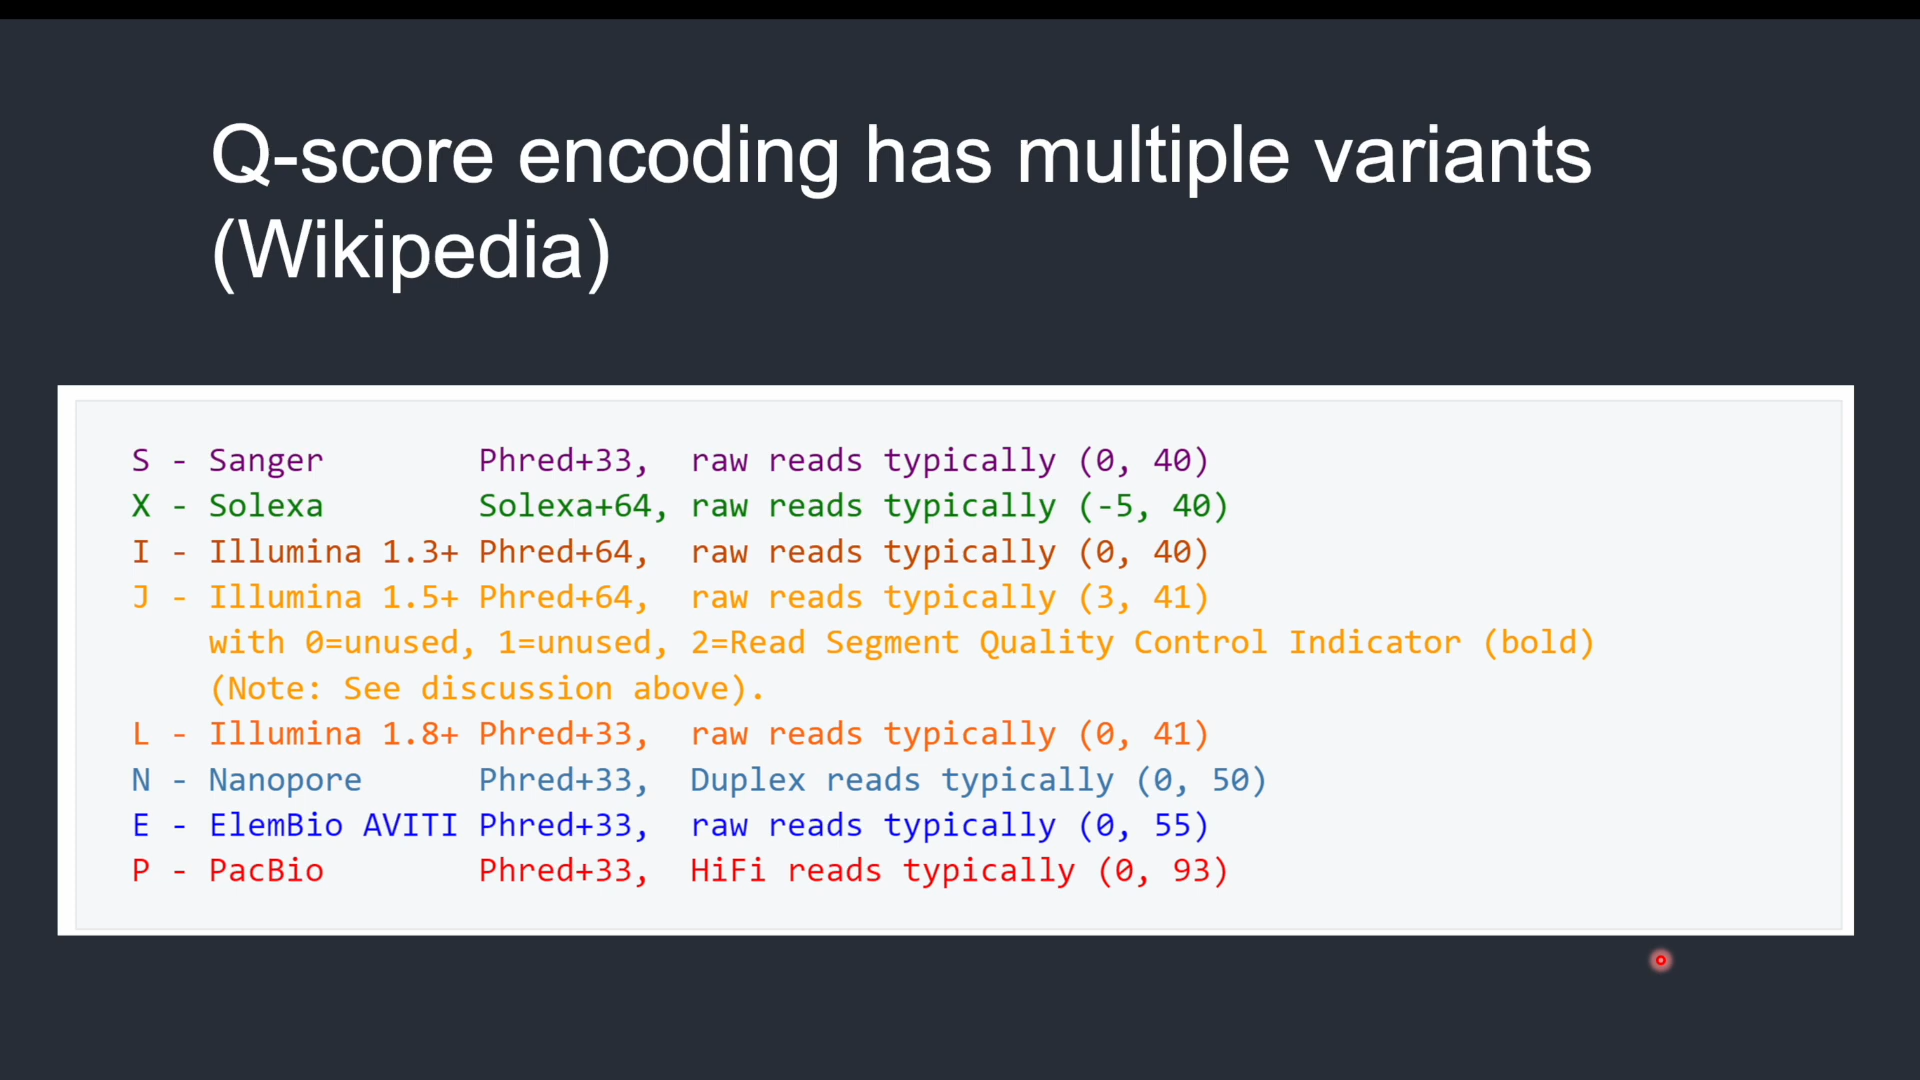 Q-score encoding has multiple variants
(Wikipedia)
S - Sanger        Phred+33,  raw reads typically (0, 40)
X - Solexa        Solexa+64, raw reads typically (-5, 40)
I - Illumina 1.3+ Phred+64,  raw reads typically (0, 40)
J - Illumina 1.5+ Phred+64,  raw reads typically (3, 41)
    with 0=unused, 1=unused, 2=Read Segment Quality Control Indicator (bold)
    (Note: See discussion above).
L - Illumina 1.8+ Phred+33,  raw reads typically (0, 41)
N - Nanopore      Phred+33,  Duplex reads typically (0, 50)
E - ElemBio AVITI Phred+33,  raw reads typically (0, 55)
P - PacBio        Phred+33,  HiFi reads typically (0, 93)